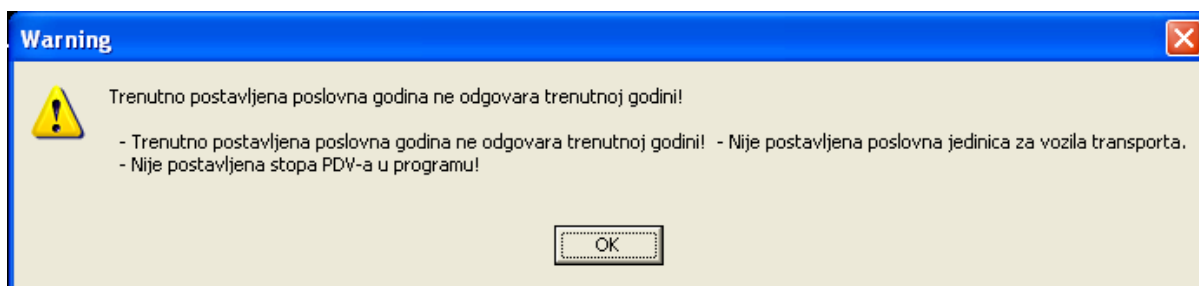 Warning
Trenutno postavljena poslovna godina ne odgovara trenutnoj godini!
- Trenutno postavljena poslovna godina ne odgovara trenutnoj godini!  - Nije postavljena poslovna jedinica za vozila transporta.
- Nije postavljena stopa PDV-a u programu!
OK